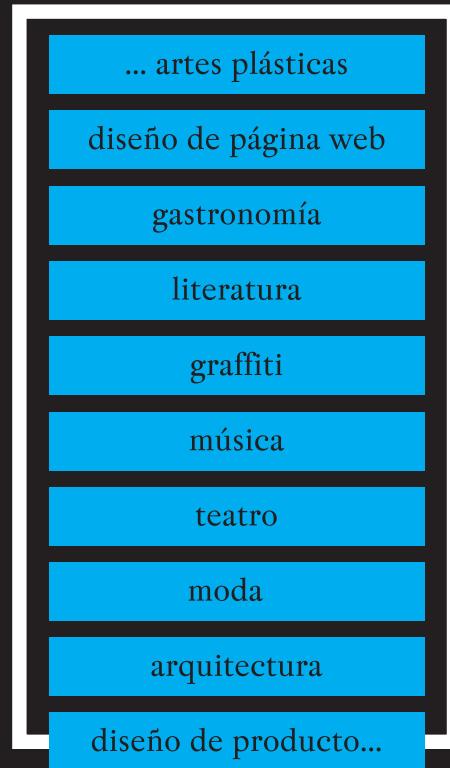 ... artes plásticas
diseño de página web
gastronomía
literatura
graffiti
música
teatro
moda
arquitectura
diseño de producto...